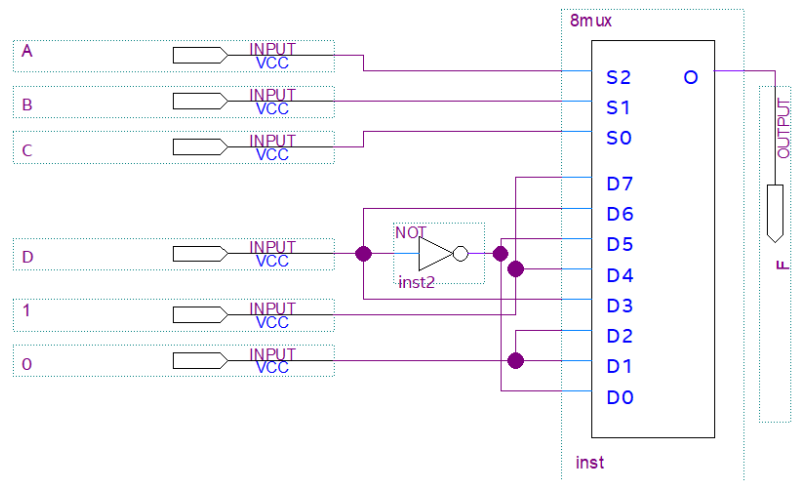 8mux
A INPUT
VCC
B INPUT
VCC
C INPUT
VCC
D INPUT
VCC
1 INPUT
VCC
0 INPUT
VCC
NOT
inst2
S2 O
S1
S0
D7
D6
D5
D4
D3
D2
D1
D0
inst
OUTPUT
F